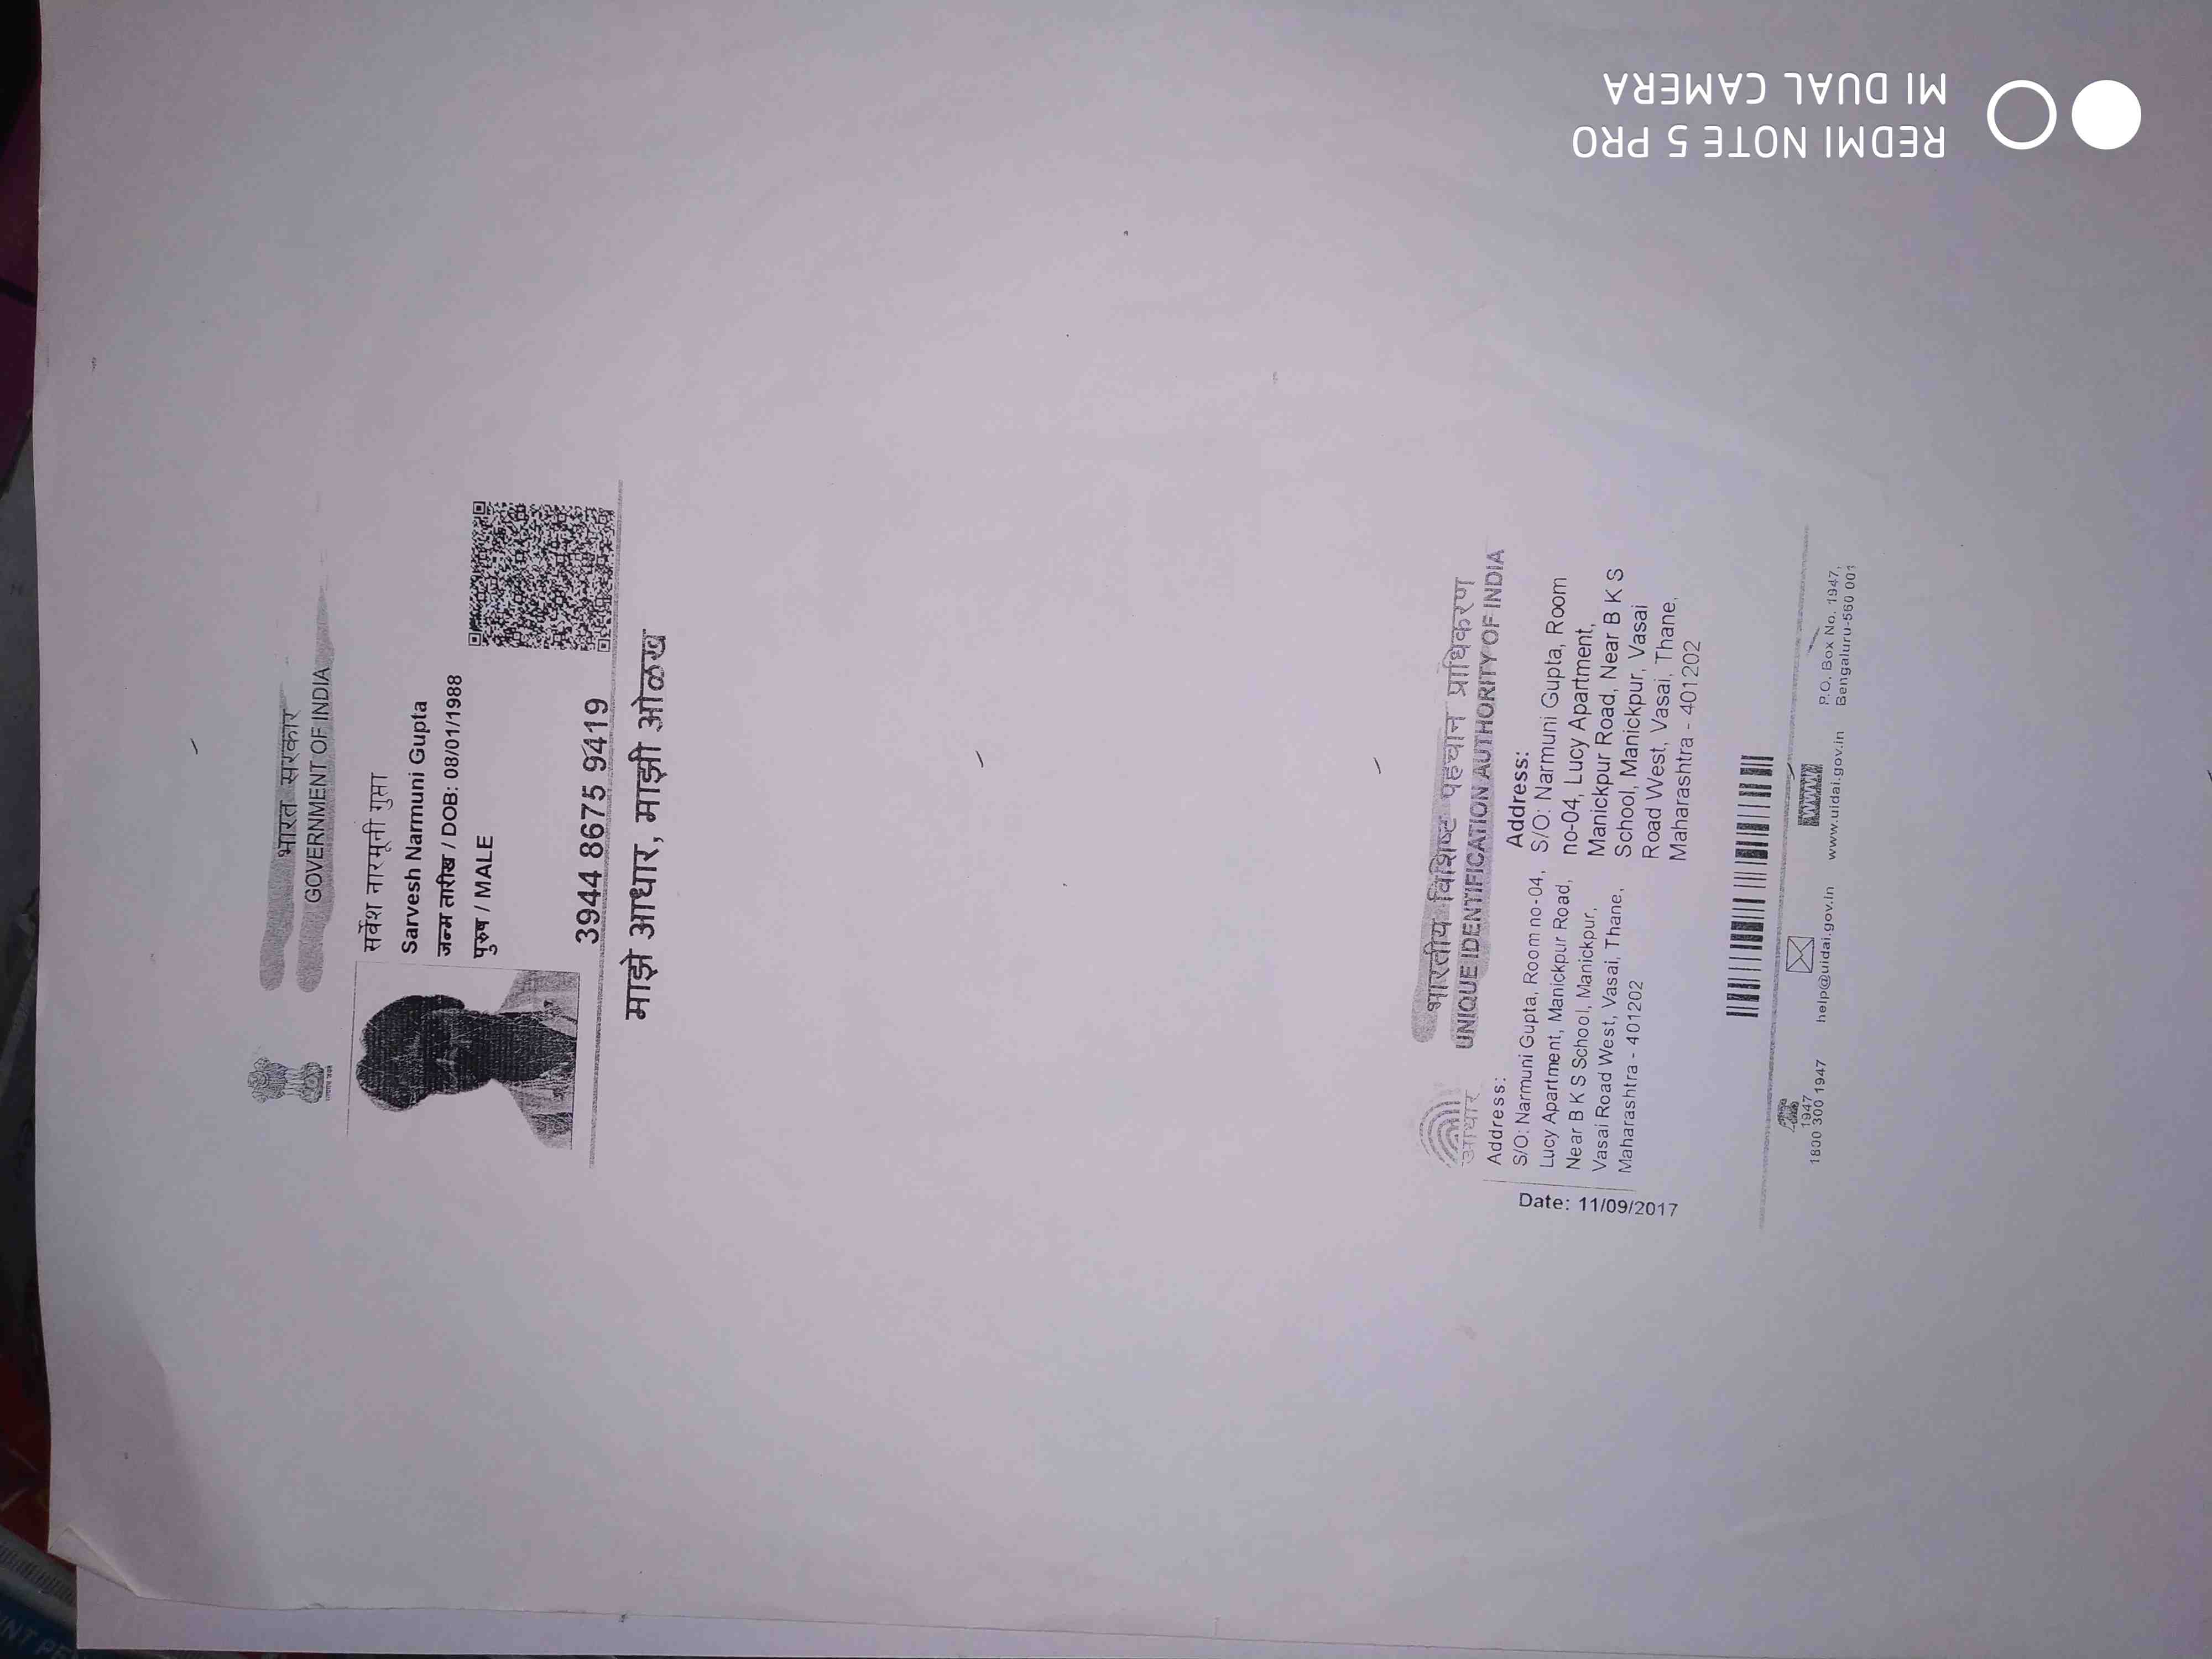 भारत सरकार
GOVERNMENT OF INDIA
सर्वेश नारमूनी गुप्ता
Sarvesh Narmuni Gupta
जन्म तारीख / DOB: 08/01/1988
पुरुष / MALE
3944 8675 9419
माझे आधार, माझी ओळख
भारतीय विशिष्ट पहचान प्राधिकरण
UNIQUE IDENTIFICATION AUTHORITY OF INDIA
आधार
Address:
S/O: Narmuni Gupta, Room no-04,
Lucy Apartment, Manickpur Road,
Near B K S School, Manickpur,
Vasai Road West, Vasai, Thane,
Maharashtra - 401202
Address:
S/O: Narmuni Gupta, Room
no-04, Lucy Apartment,
Manickpur Road, Near B K S
School, Manickpur, Vasai
Road West, Vasai, Thane,
Maharashtra - 401202
Date: 11/09/2017
1947
1800 300 1947
help@uidai.gov.in
WWW
www.uidai.gov.in
P.O. Box No. 1947,
Bengaluru-560 001
REDMI NOTE 5 PRO
MI DUAL CAMERA